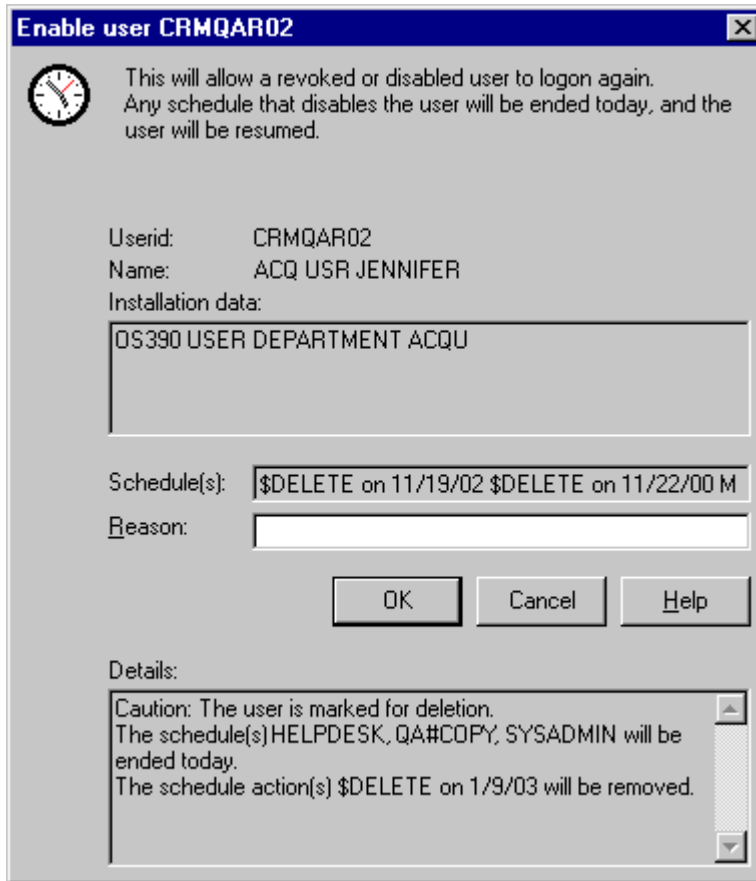 Enable user CRMQAR02
This will allow a revoked or disabled user to logon again.
Any schedule that disables the user will be ended today, and the
user will be resumed.
Userid: CRMQAR02
Name: ACQ USR JENNIFER
Installation data:
OS390 USER DEPARTMENT ACQU
Schedule(s): $DELETE on 11/19/02 $DELETE on 11/22/00 M
Reason:
OK Cancel Help
Details:
Caution: The user is marked for deletion.
The schedule(s) HELPDESK, QA#COPY, SYSADMIN will be
ended today.
The schedule action(s) $DELETE on 1/9/03 will be removed.